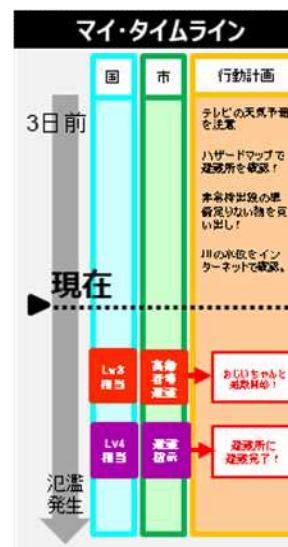 マイ・タイムライン
国
市
行動計画
3日前
テレビの天気予報
を注意
ハザードマップで
避難所を確認！
非常持出袋の準
備足りない物を買
い出し！
川の水位をイン
ターネットで確認。
現在
Lv3
相当
高齢
者等
避難
おじいちゃんと
避難開始！
Lv4
相当
避難
指示
避難所に
避難完了！
氾濫
発生